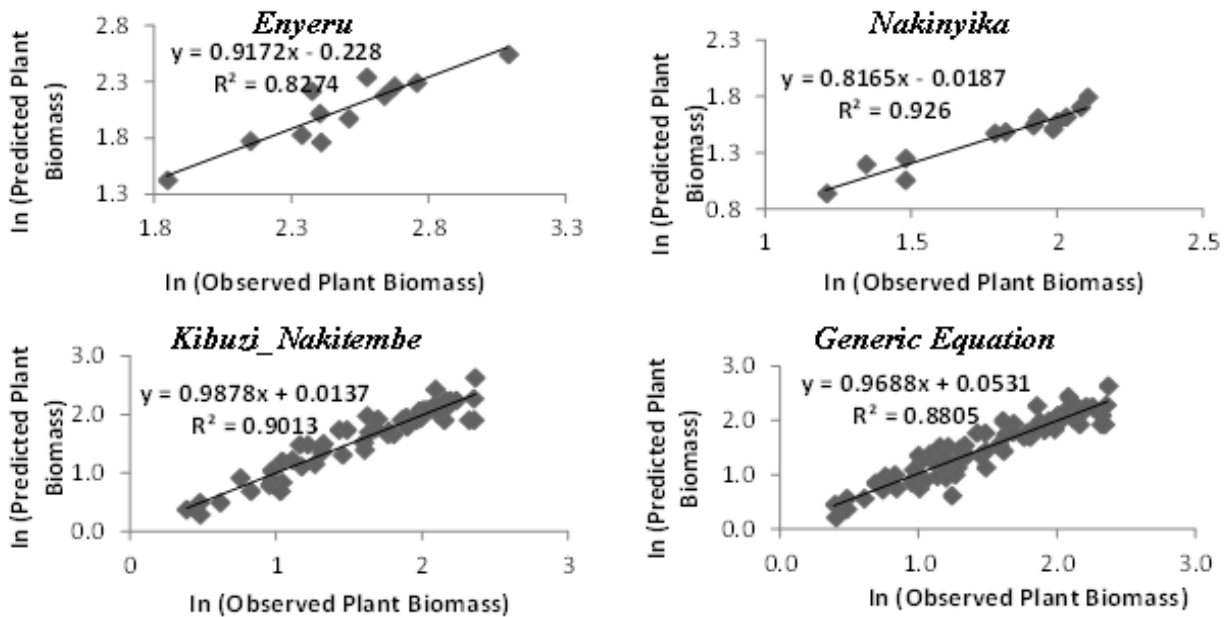 Enyeru
y = 0.9172x - 0.228
R² = 0.8274
ln (Predicted Plant
Biomass)
2.8
2.3
1.8
1.3
1.8
2.3
2.8
3.3
ln (Observed Plant Biomass)
Nakinyika
y = 0.8165x - 0.0187
R² = 0.926
ln (Predicted Plant
Biomass)
2.3
1.8
1.3
0.8
1
1.5
2
2.5
ln (Observed Plant Biomass)
Kibuzi_Nakitembe
y = 0.9878x + 0.0137
R² = 0.9013
ln (Predicted Plant
Biomass)
3.0
2.0
1.0
0.0
0
1
2
3
ln (Observed Plant Biomass)
Generic Equation
y = 0.9688x + 0.0531
R² = 0.8805
ln (Predicted Plant
Biomass)
3.0
2.0
1.0
0.0
0.0
1.0
2.0
3.0
ln (Observed Plant Biomass)